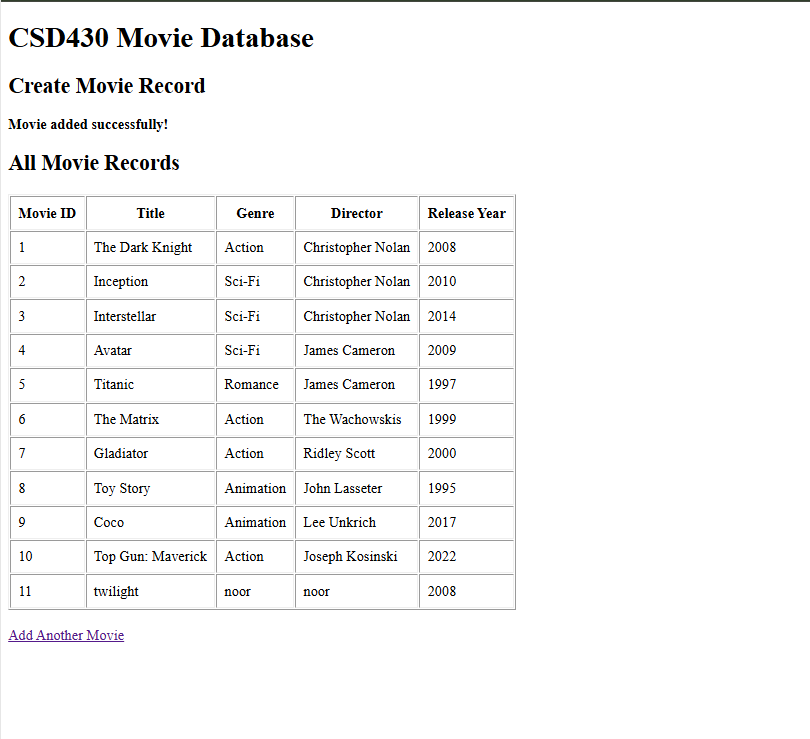 CSD430 Movie Database
Create Movie Record
Movie added successfully!
All Movie Records
Movie ID Title Genre Director Release Year
1 The Dark Knight Action Christopher Nolan 2008
2 Inception Sci-Fi Christopher Nolan 2010
3 Interstellar Sci-Fi Christopher Nolan 2014
4 Avatar Sci-Fi James Cameron 2009
5 Titanic Romance James Cameron 1997
6 The Matrix Action The Wachowskis 1999
7 Gladiator Action Ridley Scott 2000
8 Toy Story Animation John Lasseter 1995
9 Coco Animation Lee Unkrich 2017
10 Top Gun: Maverick Action Joseph Kosinski 2022
11 twilight noor noor 2008
Add Another Movie